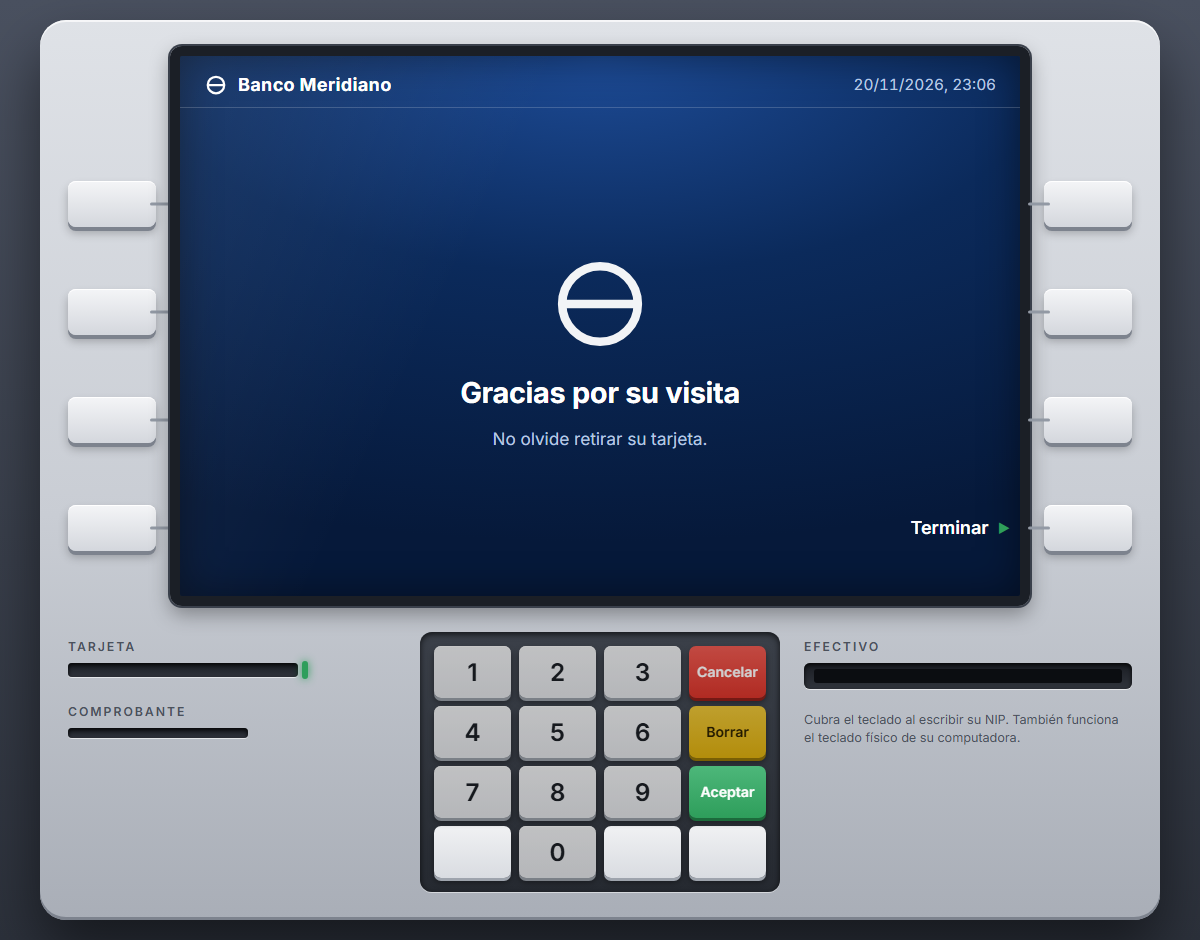 Banco Meridiano
20/11/2026, 23:06
Gracias por su visita
No olvide retirar su tarjeta.
Terminar
TARJETA
COMPROBANTE
1 2 3 Cancelar
4 5 6 Borrar
7 8 9 Aceptar
0
EFECTIVO
Cubra el teclado al escribir su NIP. También funciona
el teclado físico de su computadora.